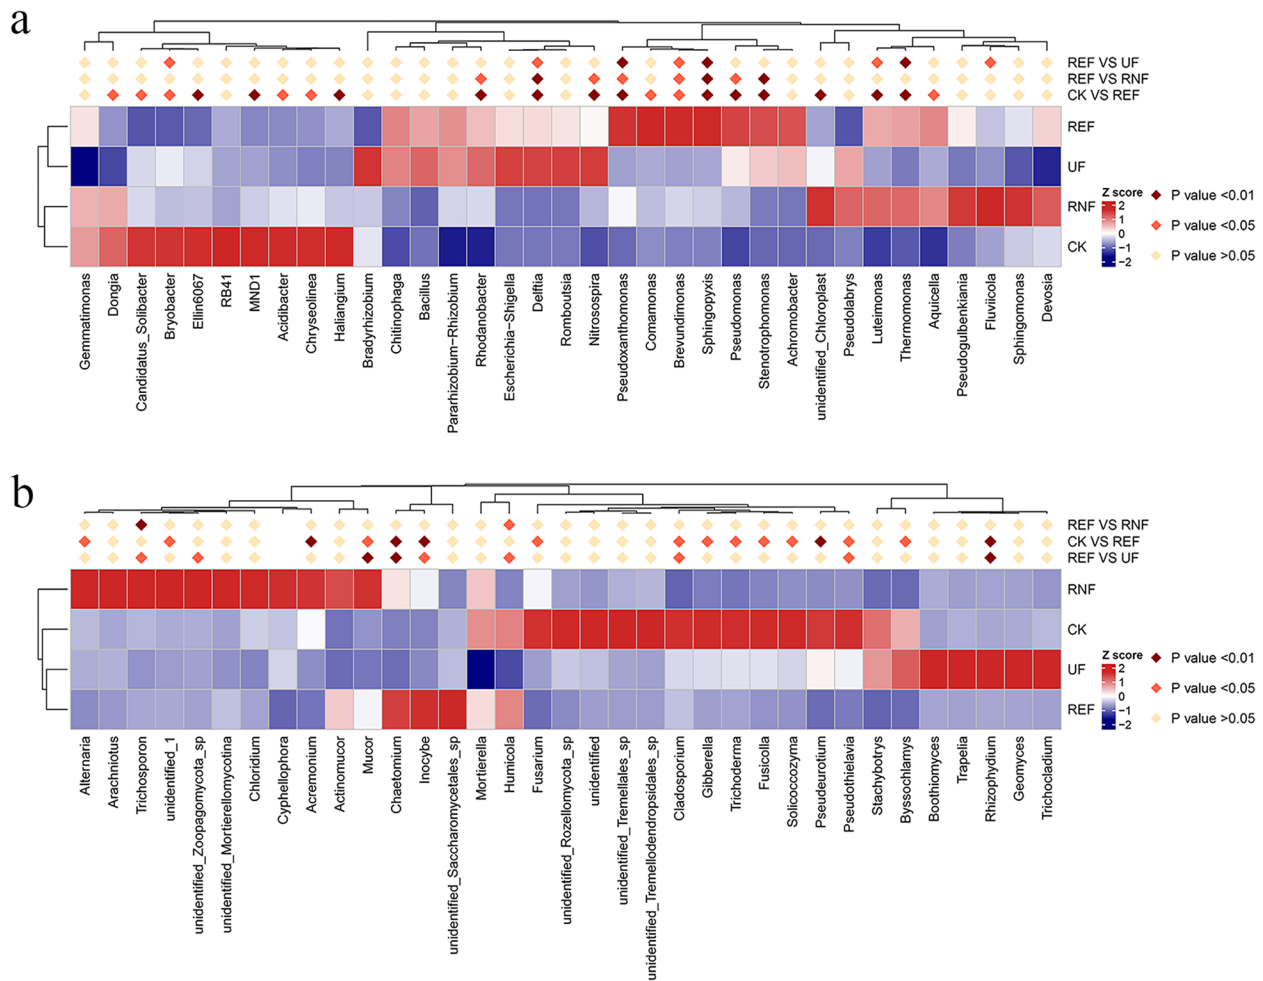 a
REF VS UF
REF VS RNF
CK VS REF
REF
UF
RNF
CK
Z score
2
1
0
−1
−2
P value <0.01
P value <0.05
P value >0.05
Gemmatimonas
Dongia
Candidatus_Solibacter
Bryobacter
Ellin6067
RB41
MND1
Acidibacter
Chryseolinea
Haliangium
Bradyrhizobium
Chitinophaga
Bacillus
Pararhizobium−Rhizobium
Rhodanobacter
Escherichia−Shigella
Delftia
Romboutsia
Nitrosospira
Pseudoxanthomonas
Comamonas
Brevundimonas
Sphingopyxis
Pseudomonas
Stenotrophomonas
Achromobacter
unidentified_Chloroplast
Pseudolabrys
Luteimonas
Thermomonas
Aquicella
Pseudogulbenkiania
Fluviicola
Sphingomonas
Devosia
b
REF VS RNF
CK VS REF
REF VS UF
RNF
CK
UF
REF
Z score
2
1
0
−1
−2
P value <0.01
P value <0.05
P value >0.05
Alternaria
Arachniotus
Trichosporon
unidentified_1
unidentified_Zoopagomycota_sp
unidentified_Mortierellomycotina
Chloridium
Cyphellophora
Acremonium
Actinomucor
Mucor
Chaetomium
Inocybe
unidentified_Saccharomycetales_sp
Mortierella
Humicola
Fusarium
unidentified_Rozellomycota_sp
unidentified
unidentified_Tremellales_sp
unidentified_Tremellodendropsidales_sp
Cladosporium
Gibberella
Trichoderma
Fusicolla
Solicoccozyma
Pseudeurotium
Pseudothielavia
Stachybotrys
Byssochlamys
Boothiomyces
Trapelia
Rhizophydium
Geomyces
Trichocladium